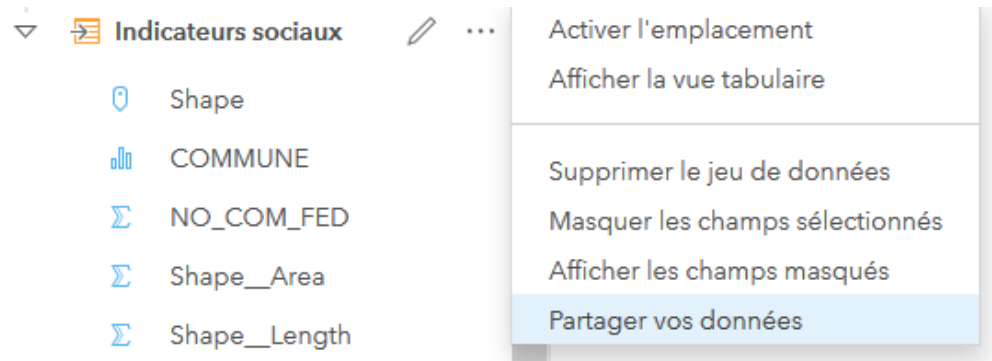 Indicateurs sociaux
Shape
COMMUNE
NO_COM_FED
Shape__Area
Shape__Length
Activer l'emplacement
Afficher la vue tabulaire
Supprimer le jeu de données
Masquer les champs sélectionnés
Afficher les champs masqués
Partager vos données